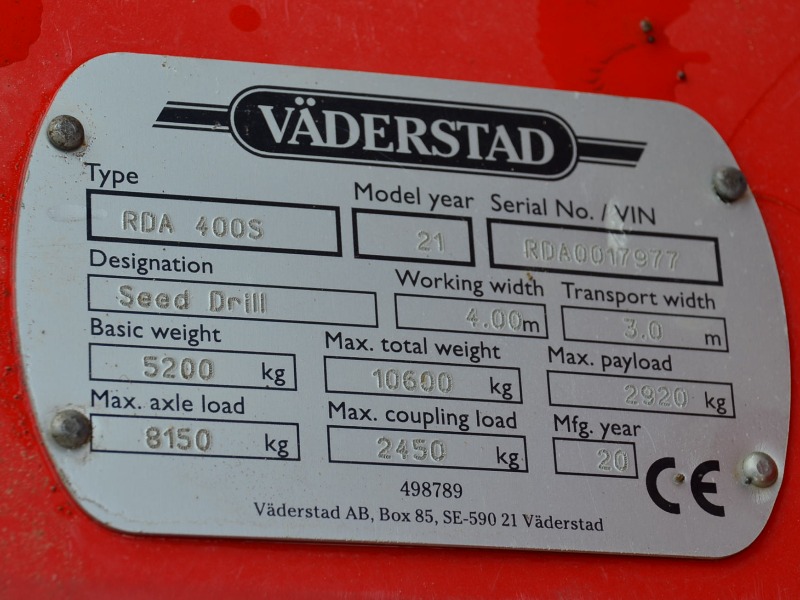 VÄDERSTAD
Type Model year Serial No. / VIN
RDA 400S 21 RDA0017977
Designation Working width Transport width
Seed Drill 4.00 m 3.0 m
Basic weight Max. total weight Max. payload
5200 kg 10600 kg 2920 kg
Max. axle load Max. coupling load Mfg. year
8150 kg 2450 kg 20
CE
498789
Väderstad AB, Box 85, SE-590 21 Väderstad